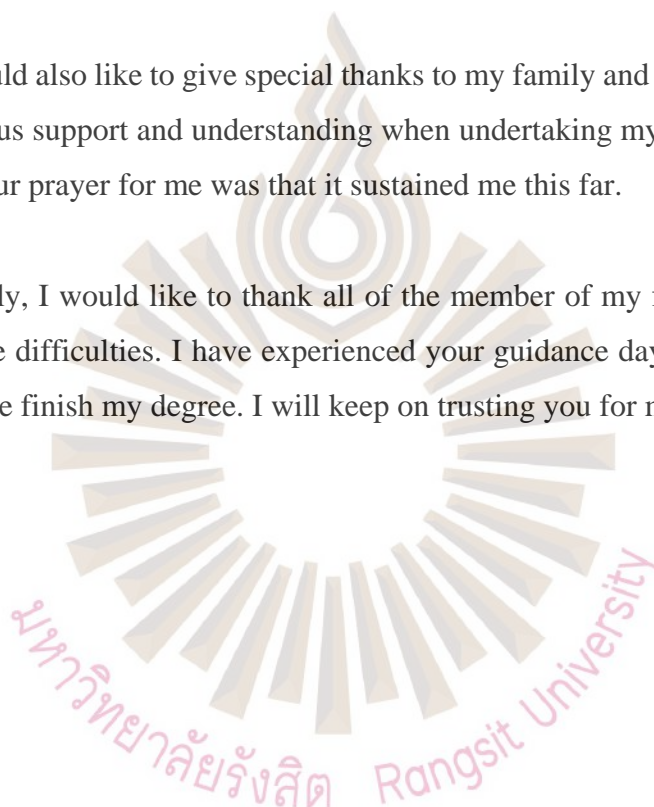 uld also like to give special thanks to my family and
us support and understanding when undertaking my
ur prayer for me was that it sustained me this far.
ly, I would like to thank all of the member of my
e difficulties. I have experienced your guidance day
e finish my degree. I will keep on trusting you for
มหาวิทยาลัยรังสิต Rangsit University